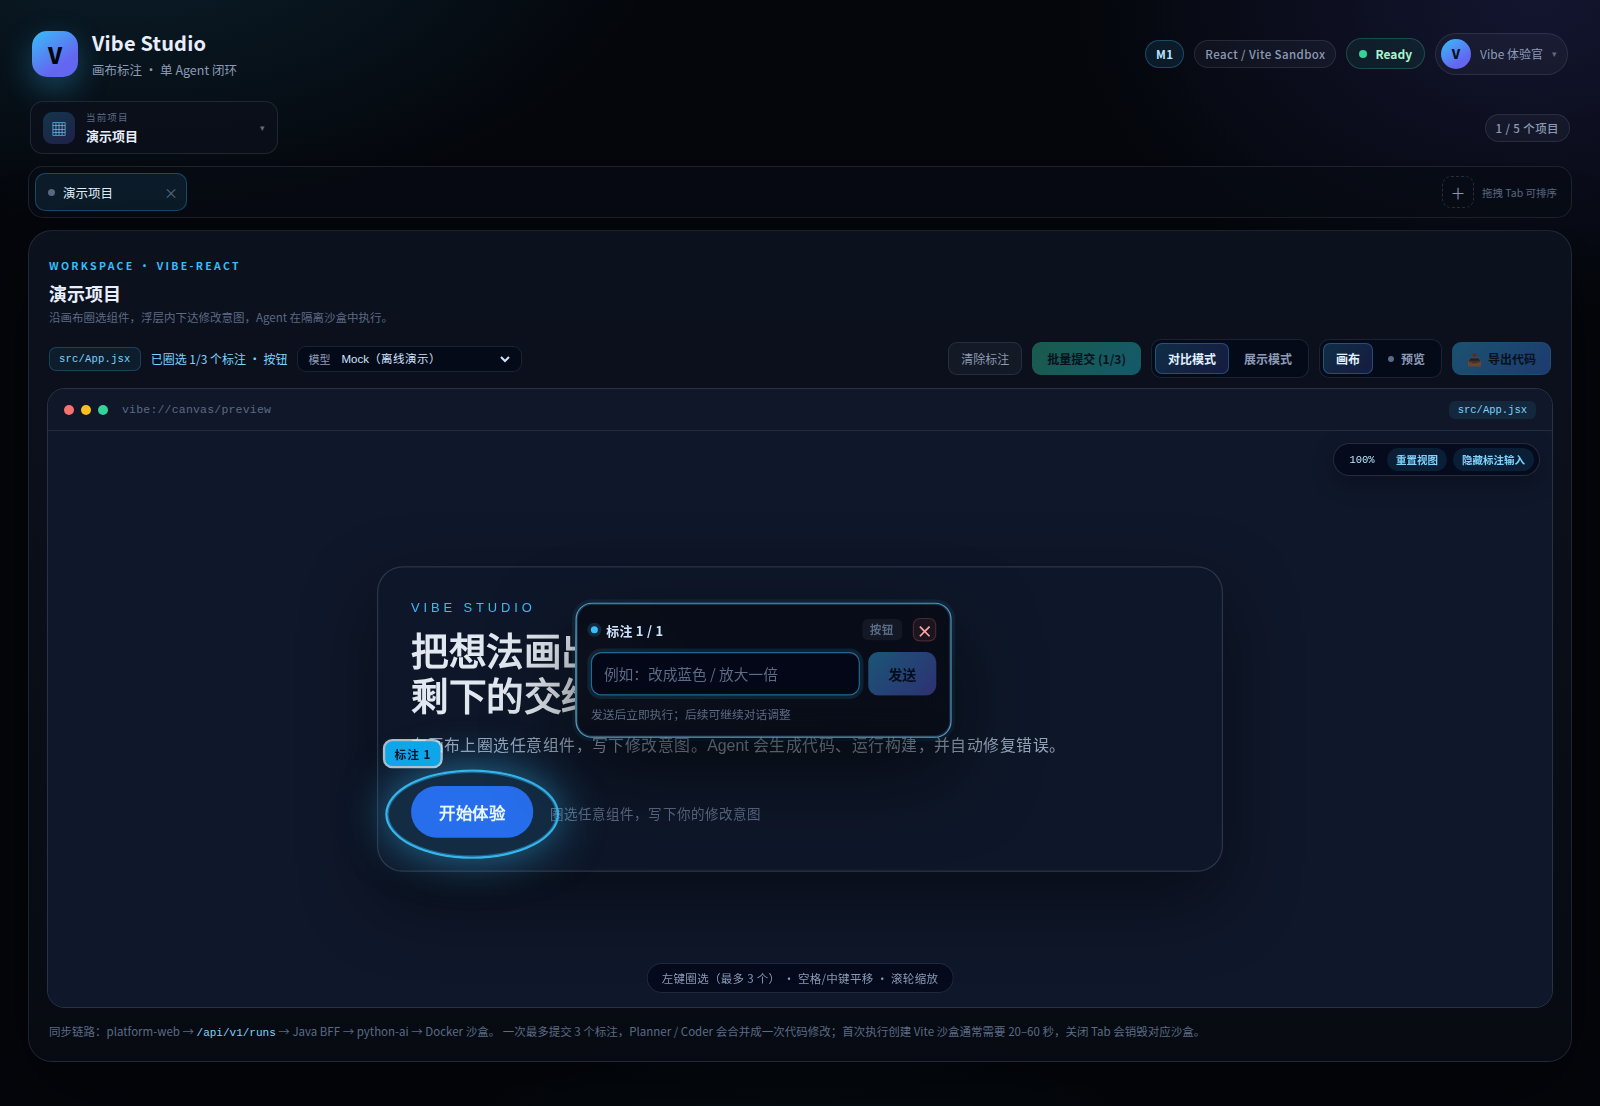 V
Vibe Studio
画布标注 · 单 Agent 闭环
M1
React / Vite Sandbox
Ready
V
Vibe 体验官
当前项目
演示项目
1 / 5 个项目
演示项目
拖拽 Tab 可排序
WORKSPACE · VIBE-REACT
演示项目
沿画布圈选组件，浮层内下达修改意图，Agent 在隔离沙盒中执行。
src/App.jsx
已圈选 1/3 个标注 · 按钮
模型
Mock（离线演示）
清除标注
批量提交 (1/3)
对比模式
展示模式
画布
预览
导出代码
vibe://canvas/preview
src/App.jsx
100%
重置视图
隐藏标注输入
VIBE STUDIO
把想法画出
剩下的交给
标注 1 / 1
按钮
例如：改成蓝色 / 放大一倍
发送
发送后立即执行；后续可继续对话调整
画布上圈选任意组件，写下修改意图。Agent 会生成代码、运行构建，并自动修复错误。
标注 1
开始体验
圈选任意组件，写下你的修改意图
左键圈选（最多 3 个） · 空格/中键平移 · 滚轮缩放
同步链路：platform-web → /api/v1/runs → Java BFF → python-ai → Docker 沙盒。 一次最多提交 3 个标注，Planner / Coder 会合并成一次代码修改；首次执行创建 Vite 沙盒通常需要 20–60 秒，关闭 Tab 会销毁对应沙盒。